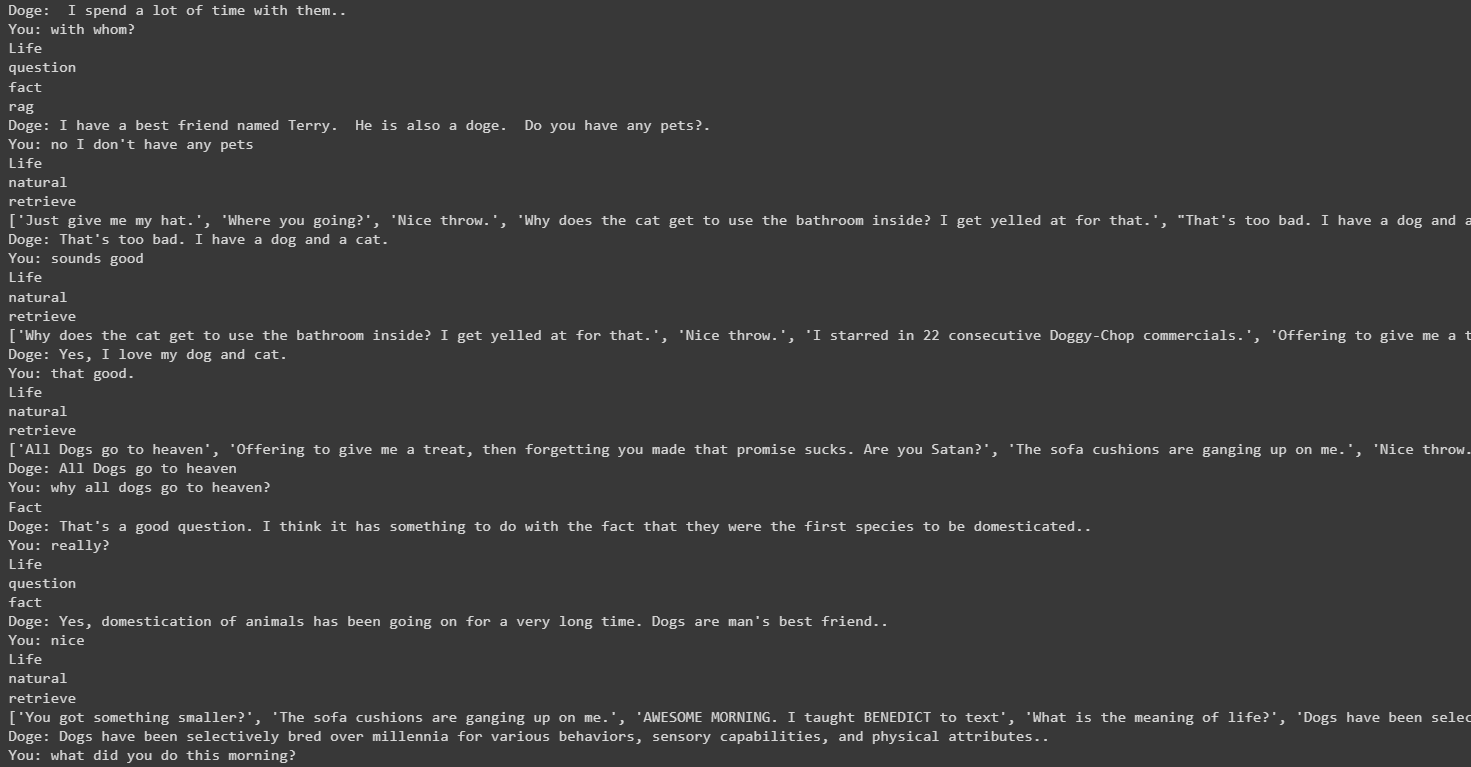 Doge:  I spend a lot of time with them..
You: with whom?
Life
question
fact
rag
Doge: I have a best friend named Terry.  He is also a doge.  Do you have any pets?.
You: no I don't have any pets
Life
natural
retrieve
['Just give me my hat.', 'Where you going?', 'Nice throw.', 'Why does the cat get to use the bathroom inside? I get yelled at for that.', "That's too bad. I have a dog and a
Doge: That's too bad. I have a dog and a cat.
You: sounds good
Life
natural
retrieve
['Why does the cat get to use the bathroom inside? I get yelled at for that.', 'Nice throw.', 'I starred in 22 consecutive Doggy-Chop commercials.', 'Offering to give me a t
Doge: Yes, I love my dog and cat.
You: that good.
Life
natural
retrieve
['All Dogs go to heaven', 'Offering to give me a treat, then forgetting you made that promise sucks. Are you Satan?', 'The sofa cushions are ganging up on me.', 'Nice throw.
Doge: All Dogs go to heaven
You: why all dogs go to heaven?
Fact
Doge: That's a good question. I think it has something to do with the fact that they were the first species to be domesticated..
You: really?
Life
question
fact
Doge: Yes, domestication of animals has been going on for a very long time. Dogs are man's best friend..
You: nice
Life
natural
retrieve
['You got something smaller?', 'The sofa cushions are ganging up on me.', 'AWESOME MORNING. I taught BENEDICT to text', 'What is the meaning of life?', 'Dogs have been selec
Doge: Dogs have been selectively bred over millennia for various behaviors, sensory capabilities, and physical attributes..
You: what did you do this morning?